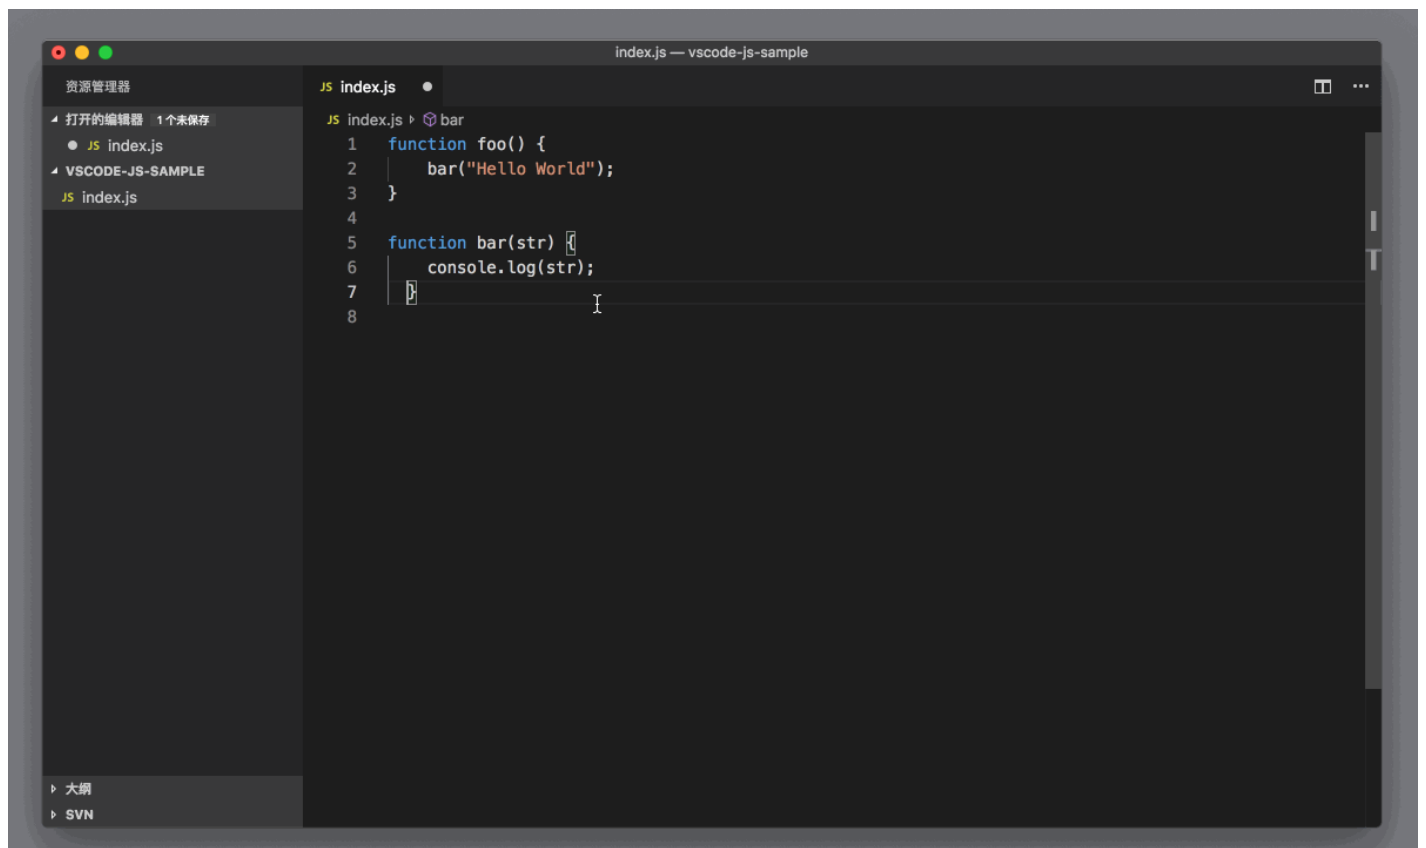 index.js — vscode-js-sample
资源管理器
JS index.js
打开的编辑器 1个未保存
JS index.js
VSCODE-JS-SAMPLE
JS index.js
JS index.js bar
1 function foo() {
2     bar("Hello World");
3 }
4
5 function bar(str) {
6     console.log(str);
7   }
8
大纲
SVN